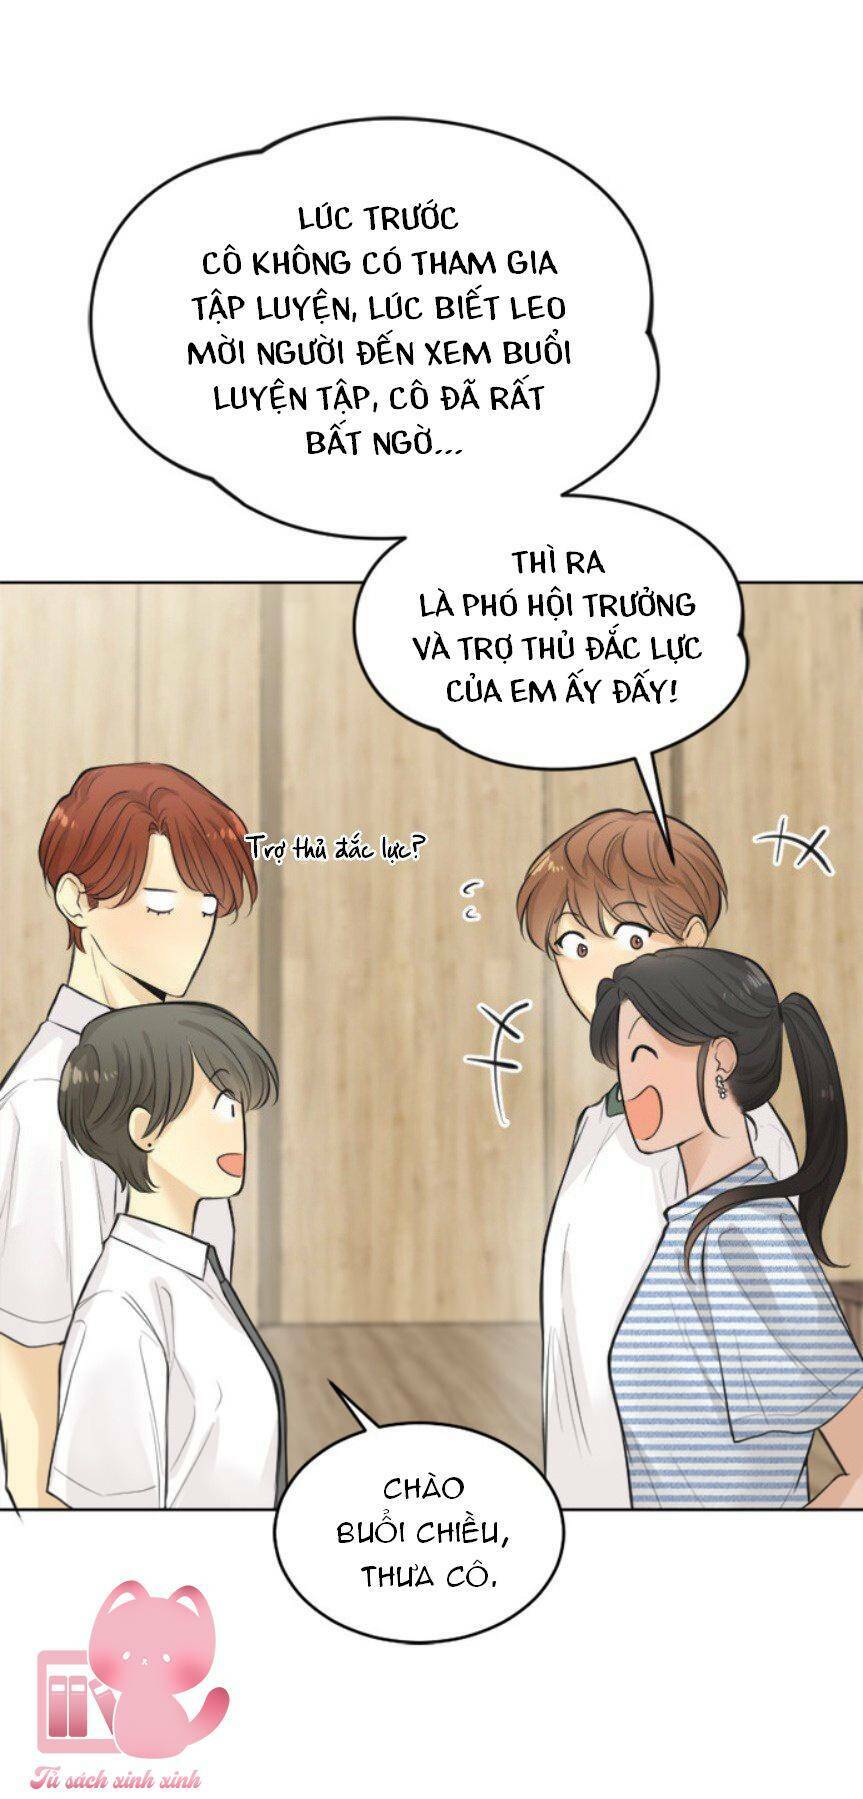 LÚC TRƯỚC
CÔ KHÔNG CÓ THAM GIA
TẬP LUYỆN, LÚC BIẾT LEO
MỜI NGƯỜI ĐẾN XEM BUỔI
LUYỆN TẬP, CÔ ĐÃ RẤT
BẤT NGỜ...
THÌ RA
LÀ PHÓ HỘI TRƯỞNG
VÀ TRỢ THỦ ĐẮC LỰC
CỦA EM ẤY ĐẤY!
Trợ thủ đắc lực?
CHÀO
BUỔI CHIỀU,
THƯA CÔ.
Tủ sách xinh xinh